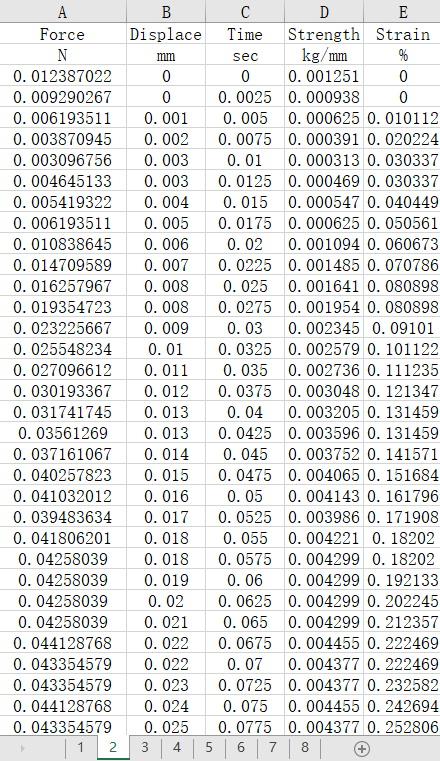 A B C D E
Force Displace Time Strength Strain
N mm sec kg/mm %
0.012387022 0 0 0.001251 0
0.009290267 0 0.0025 0.000938 0
0.006193511 0.001 0.005 0.000625 0.010112
0.003870945 0.002 0.0075 0.000391 0.020224
0.003096756 0.003 0.01 0.000313 0.030337
0.004645133 0.003 0.0125 0.000469 0.030337
0.005419322 0.004 0.015 0.000547 0.040449
0.006193511 0.005 0.0175 0.000625 0.050561
0.010838645 0.006 0.02 0.001094 0.060673
0.014709589 0.007 0.0225 0.001485 0.070786
0.016257967 0.008 0.025 0.001641 0.080898
0.019354723 0.008 0.0275 0.001954 0.080898
0.023225667 0.009 0.03 0.002345 0.09101
0.025548234 0.01 0.0325 0.002579 0.101122
0.027096612 0.011 0.035 0.002736 0.111235
0.030193367 0.012 0.0375 0.003048 0.121347
0.031741745 0.013 0.04 0.003205 0.131459
0.03561269 0.013 0.0425 0.003596 0.131459
0.037161067 0.014 0.045 0.003752 0.141571
0.040257823 0.015 0.0475 0.004065 0.151684
0.041032012 0.016 0.05 0.004143 0.161796
0.039483634 0.017 0.0525 0.003986 0.171908
0.041806201 0.018 0.055 0.004221 0.18202
0.04258039 0.018 0.0575 0.004299 0.18202
0.04258039 0.019 0.06 0.004299 0.192133
0.04258039 0.02 0.0625 0.004299 0.202245
0.04258039 0.021 0.065 0.004299 0.212357
0.044128768 0.022 0.0675 0.004455 0.222469
0.043354579 0.022 0.07 0.004377 0.222469
0.043354579 0.023 0.0725 0.004377 0.232582
0.044128768 0.024 0.075 0.004455 0.242694
0.043354579 0.025 0.0775 0.004377 0.252806
1 2 3 4 5 6 7 8